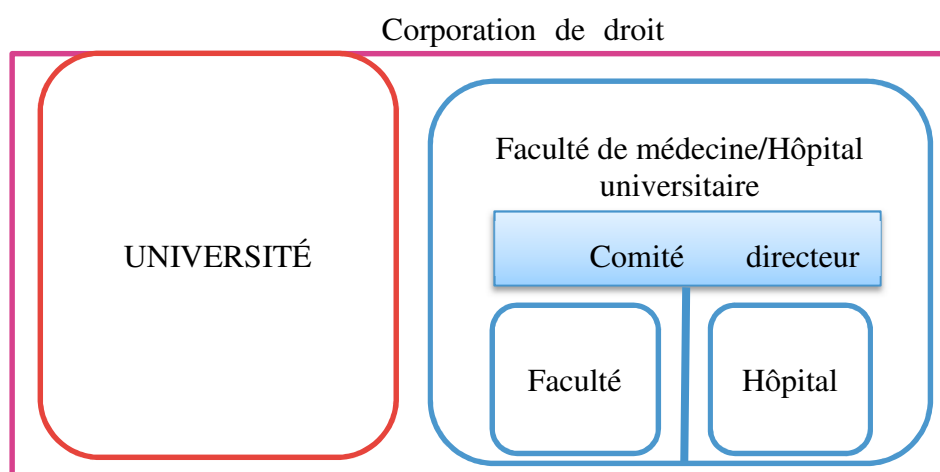 Corporation de droit
Faculté de médecine/Hôpital
universitaire
UNIVERSITÉ
Comité directeur
Faculté
Hôpital